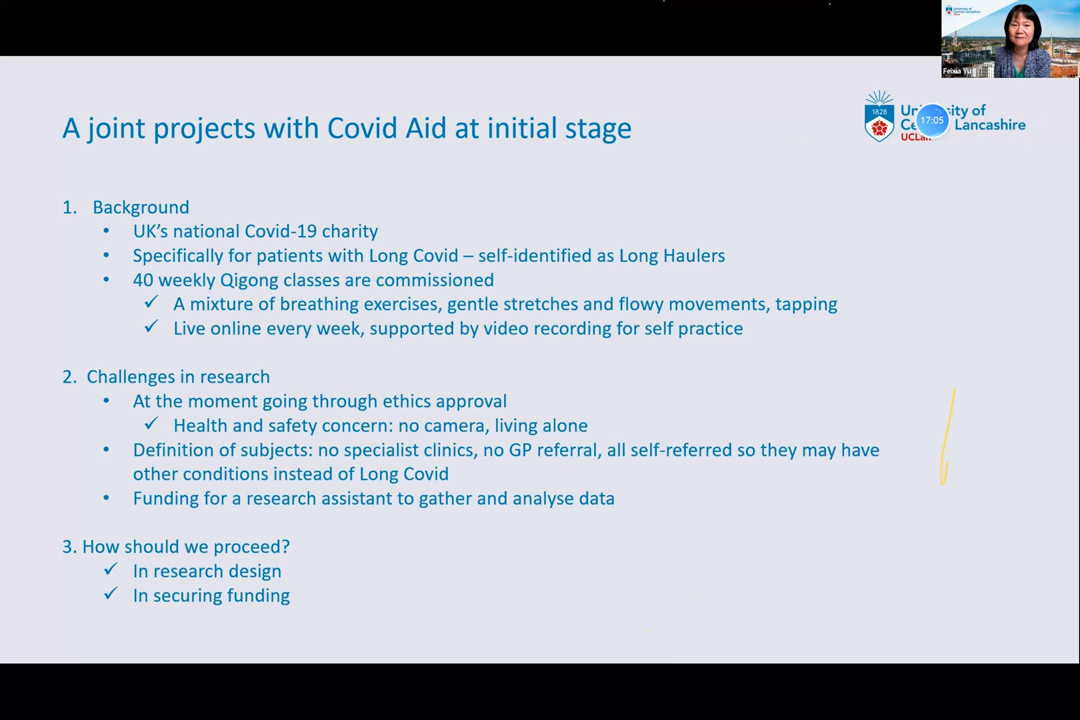 University of
Central Lancashire
Feixia Yu
A joint projects with Covid Aid at initial stage
1828
of
Lancashire
17:05
1. Background
• UK's national Covid-19 charity
• Specifically for patients with Long Covid – self-identified as Long Haulers
• 40 weekly Qigong classes are commissioned
✓ A mixture of breathing exercises, gentle stretches and flowy movements, tapping
✓ Live online every week, supported by video recording for self practice
2. Challenges in research
• At the moment going through ethics approval
✓ Health and safety concern: no camera, living alone
• Definition of subjects: no specialist clinics, no GP referral, all self-referred so they may have
other conditions instead of Long Covid
• Funding for a research assistant to gather and analyse data
3. How should we proceed?
✓ In research design
✓ In securing funding